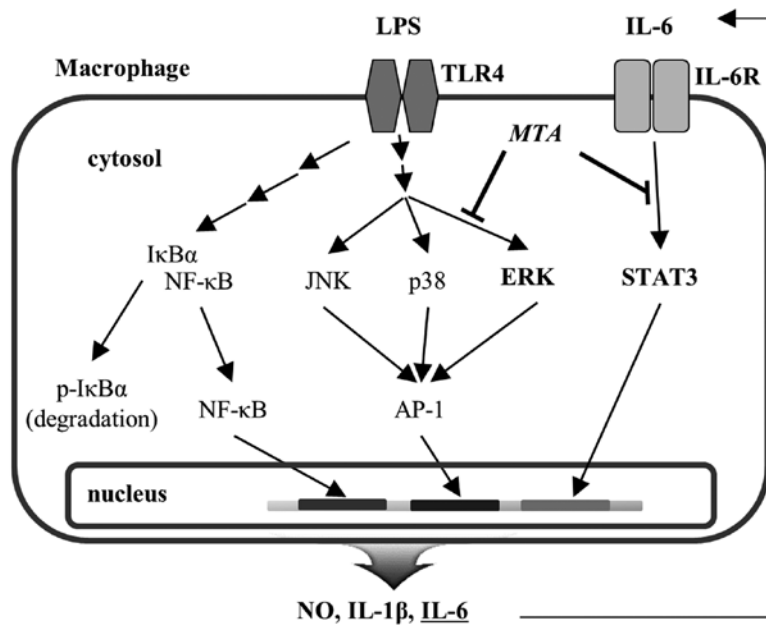 LPS
IL-6
Macrophage
TLR4
IL-6R
MTA
cytosol
IκBα
NF-κB
JNK
p38
ERK
STAT3
p-IκBα
(degradation)
NF-κB
AP-1
nucleus
NO, IL-1β, IL-6